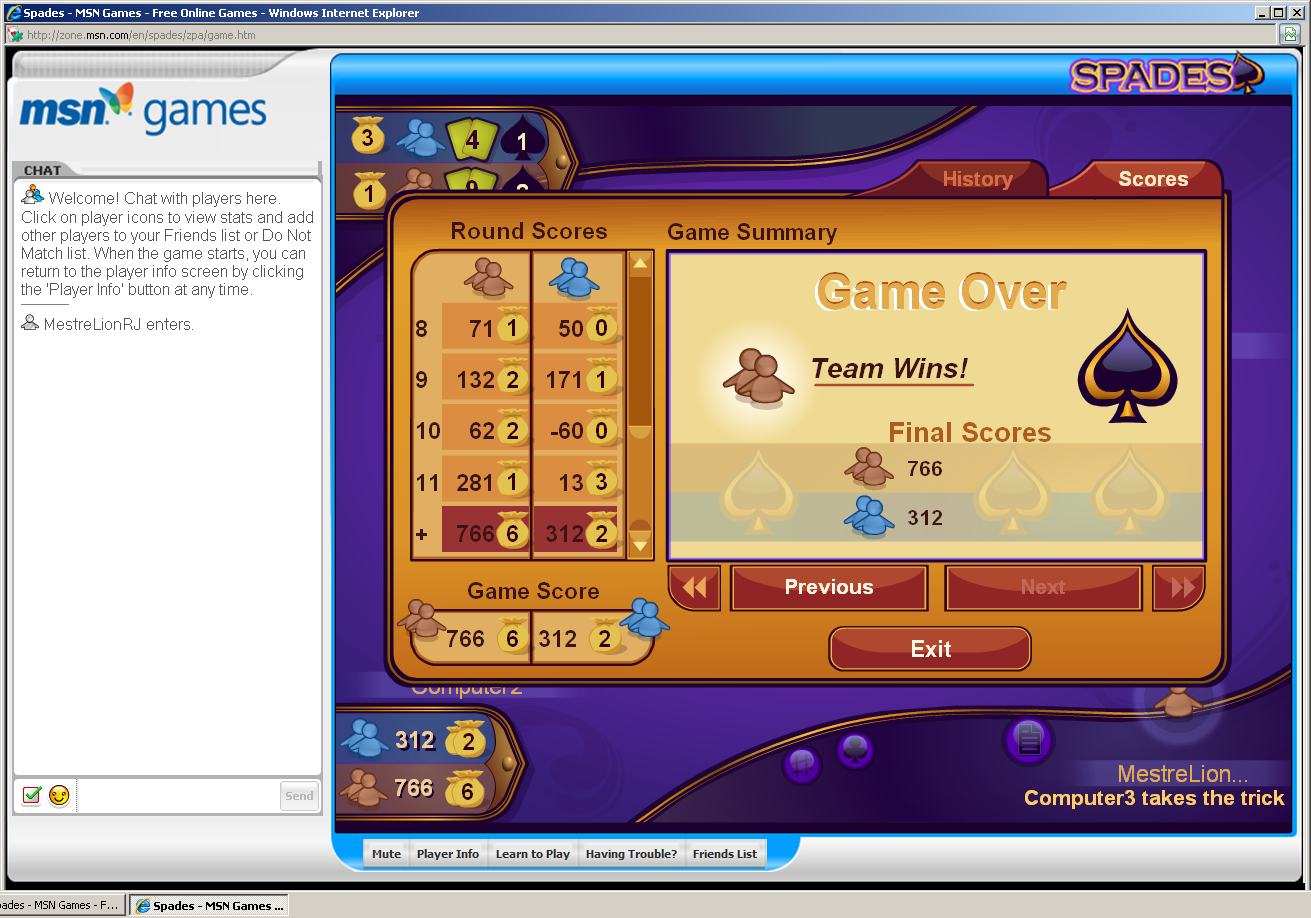 Spades - MSN Games - Free Online Games - Windows Internet Explorer
http://zone.msn.com/en/spades/zpa/game.htm
msn games
SPADES
CHAT
Welcome! Chat with players here.
Click on player icons to view stats and add
other players to your Friends list or Do Not
Match list. When the game starts, you can
return to the player info screen by clicking
the 'Player Info' button at any time.
MestreLionRJ enters.
Send
3 4 1
1
History
Scores
Round Scores
8 71 1 50 0
9 132 2 171 1
10 62 2 -60 0
11 281 1 13 3
+ 766 6 312 2
Game Score
766 6 312 2
Game Summary
Game Over
Team Wins!
Final Scores
766
312
Previous
Next
Exit
Computer2
312 2
766 6
MestreLion...
Computer3 takes the trick
Mute
Player Info
Learn to Play
Having Trouble?
Friends List
ades - MSN Games - F...
Spades - MSN Games ...